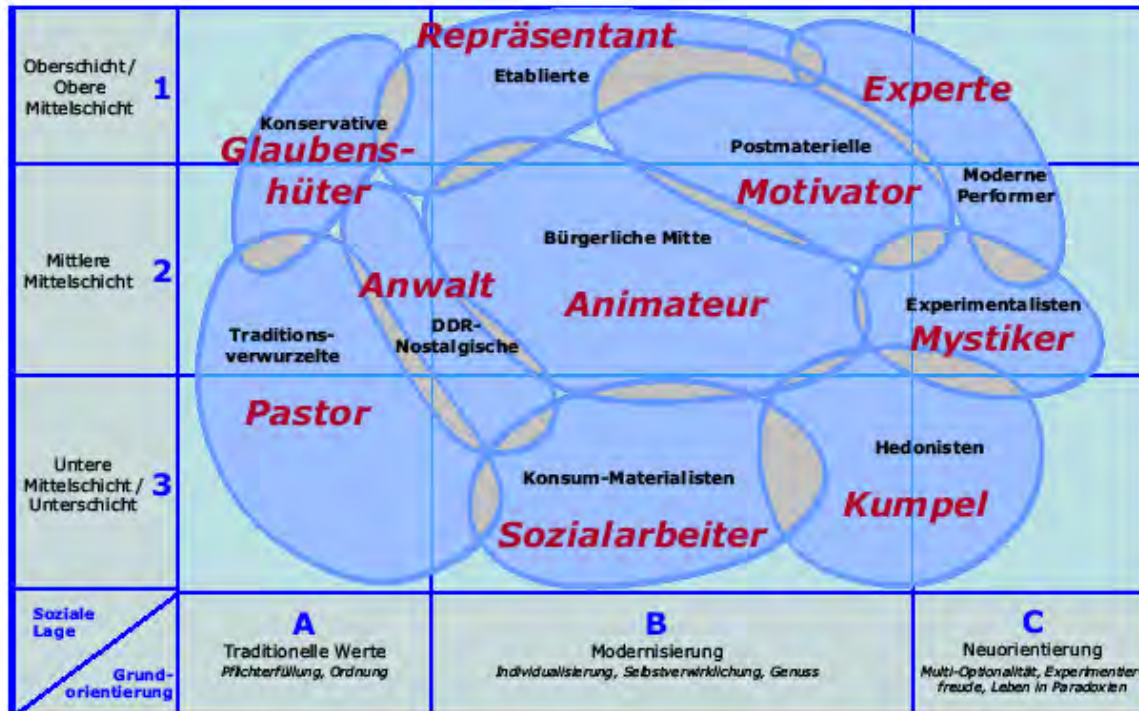 Repräsentant
Etablierte
Oberschicht /
Obere
Mittelschicht
1
Experte
Konservative
Glaubens-
hüter
Postmaterielle
Motivator
Moderne
Performer
Bürgerliche Mitte
Mittlere
Mittelschicht
2
Anwalt
Animateur
Experimentalisten
Mystiker
DDR-
Nostalgische
Traditions-
verwurzelte
Pastor
Hedonisten
Kumpel
Untere
Mittelschicht /
Unterschicht
3
Konsum-Materialisten
Sozialarbeiter
Soziale
Lage
Grund-
orientierung
A
Traditionelle Werte
Pflichterfüllung, Ordnung
B
Modernisierung
Individualisierung, Selbstverwirklichung, Genuss
C
Neuorientierung
Multi-Optionalität, Experimentier-
freude, Leben in Paradoxien